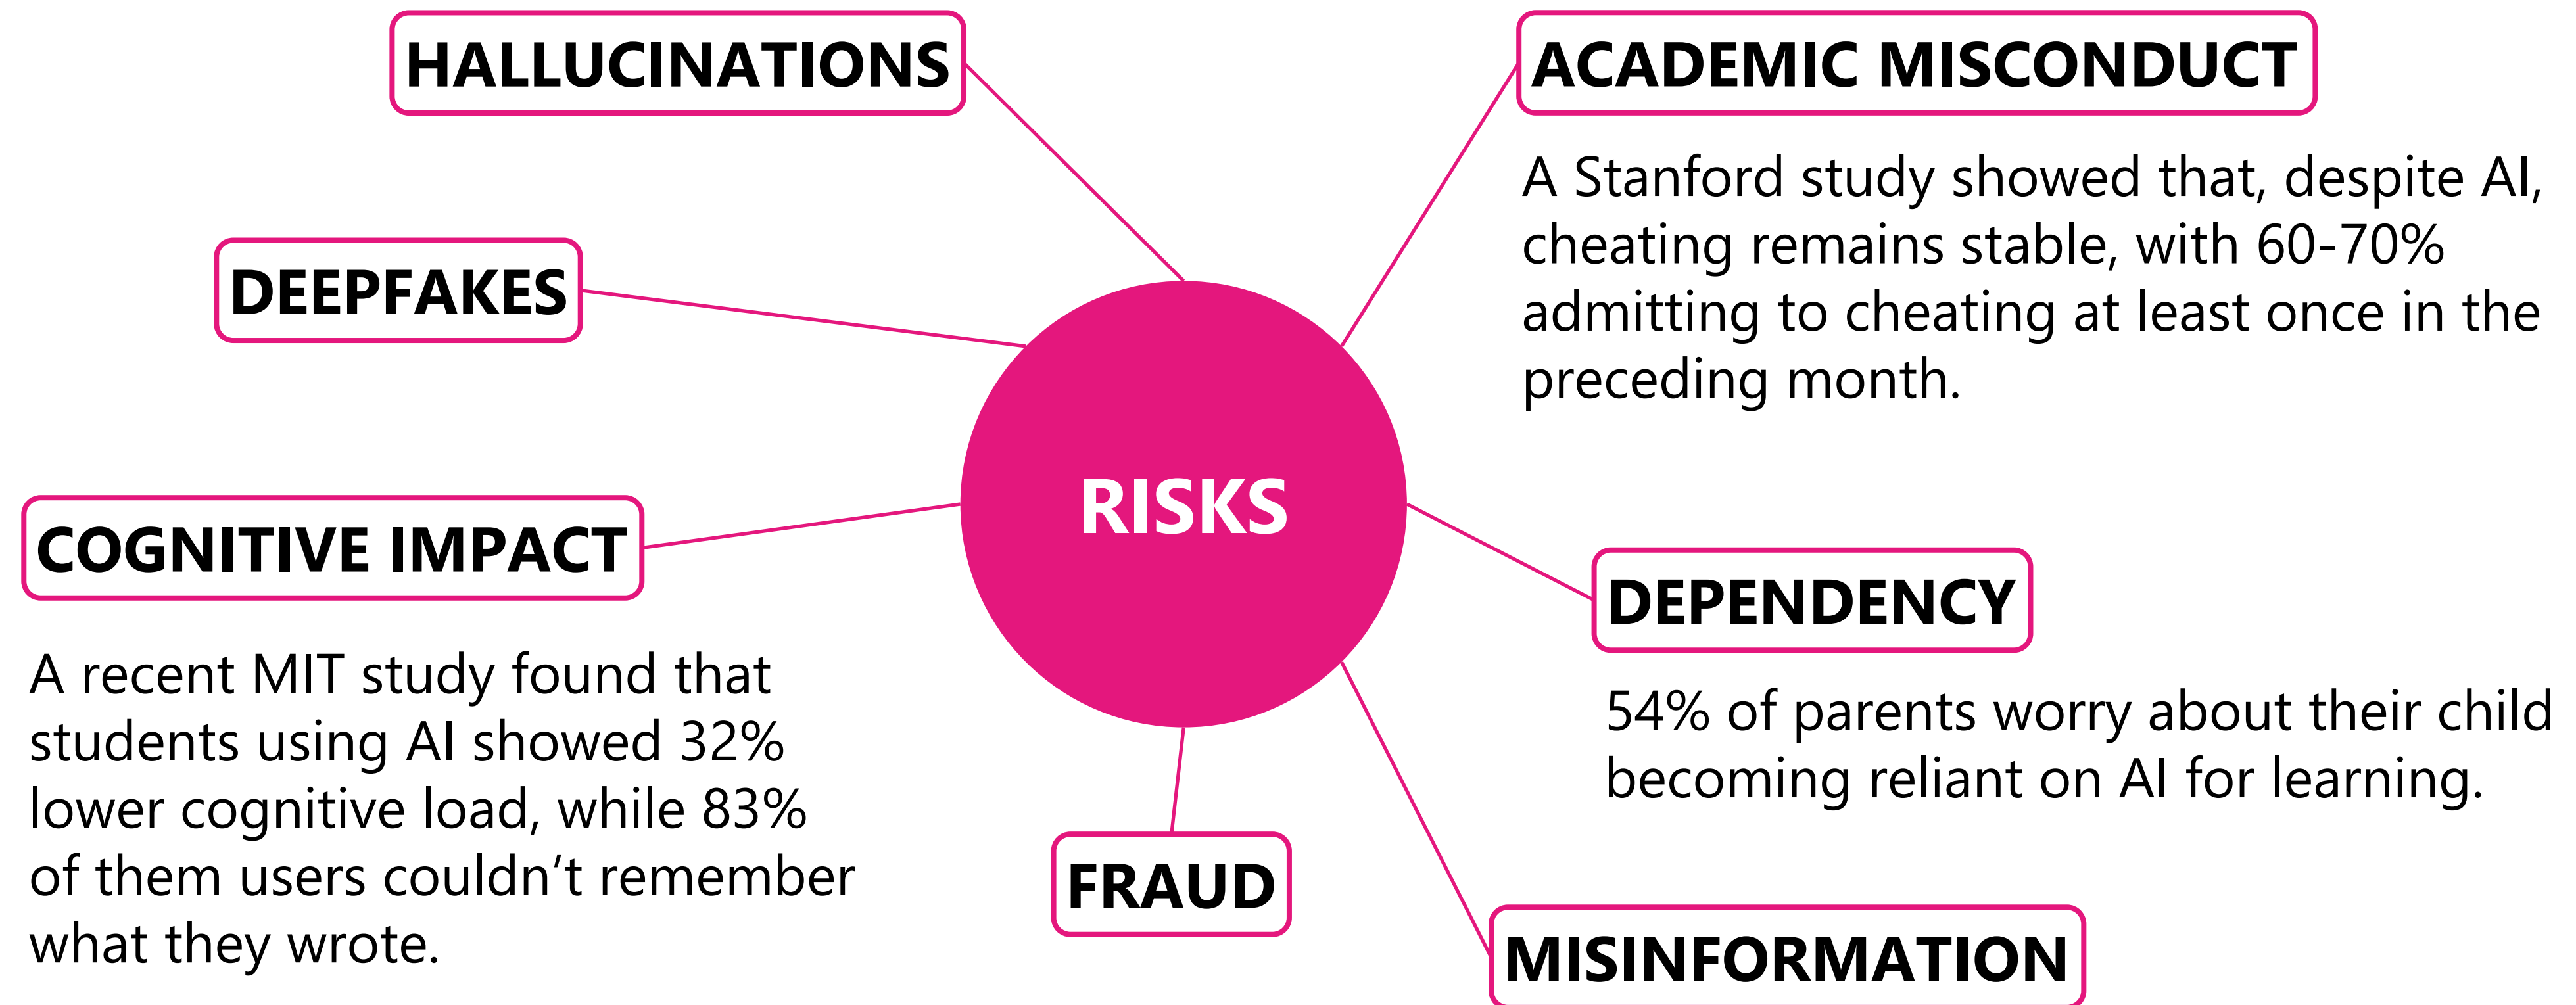 HALLUCINATIONS
ACADEMIC MISCONDUCT
A Stanford study showed that, despite AI,
cheating remains stable, with 60-70%
admitting to cheating at least once in the
preceding month.
DEEPFAKES
RISKS
COGNITIVE IMPACT
A recent MIT study found that
students using AI showed 32%
lower cognitive load, while 83%
of them users couldn’t remember
what they wrote.
DEPENDENCY
54% of parents worry about their child
becoming reliant on AI for learning.
FRAUD
MISINFORMATION